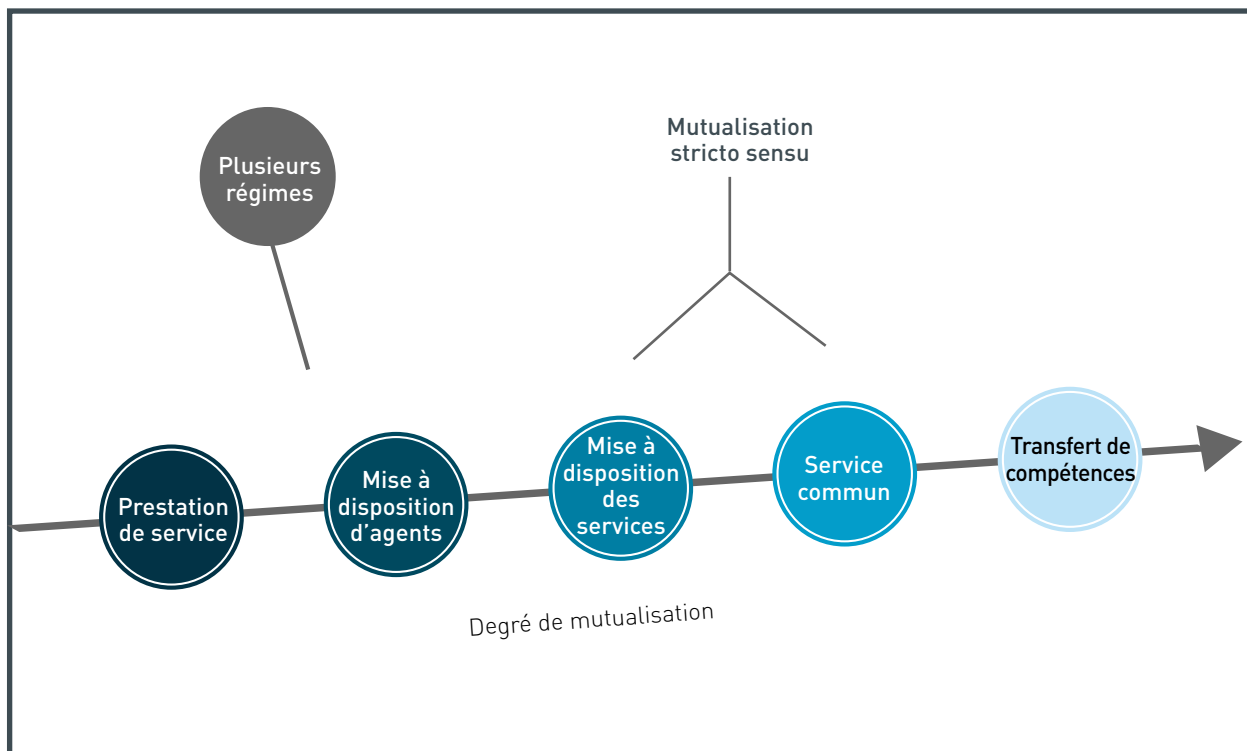 Plusieurs
régimes
Mutualisation
stricto sensu
Prestation
de service
Mise à
disposition
d'agents
Mise à
disposition
des
services
Service
commun
Transfert de
compétences
Degré de mutualisation